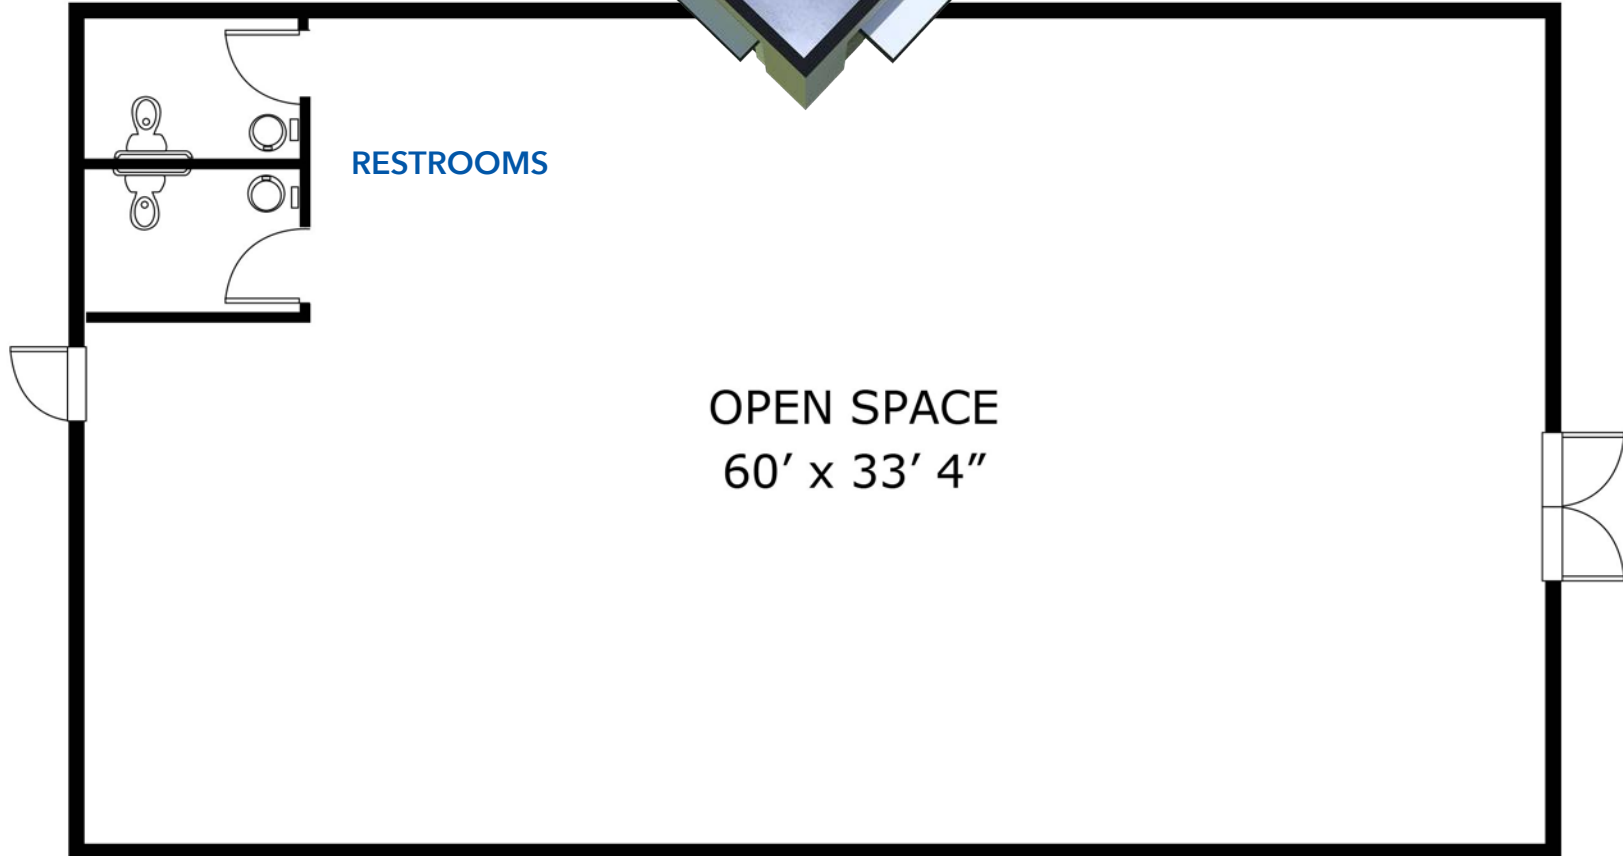 RESTROOMS
OPEN SPACE
60′ x 33′ 4″